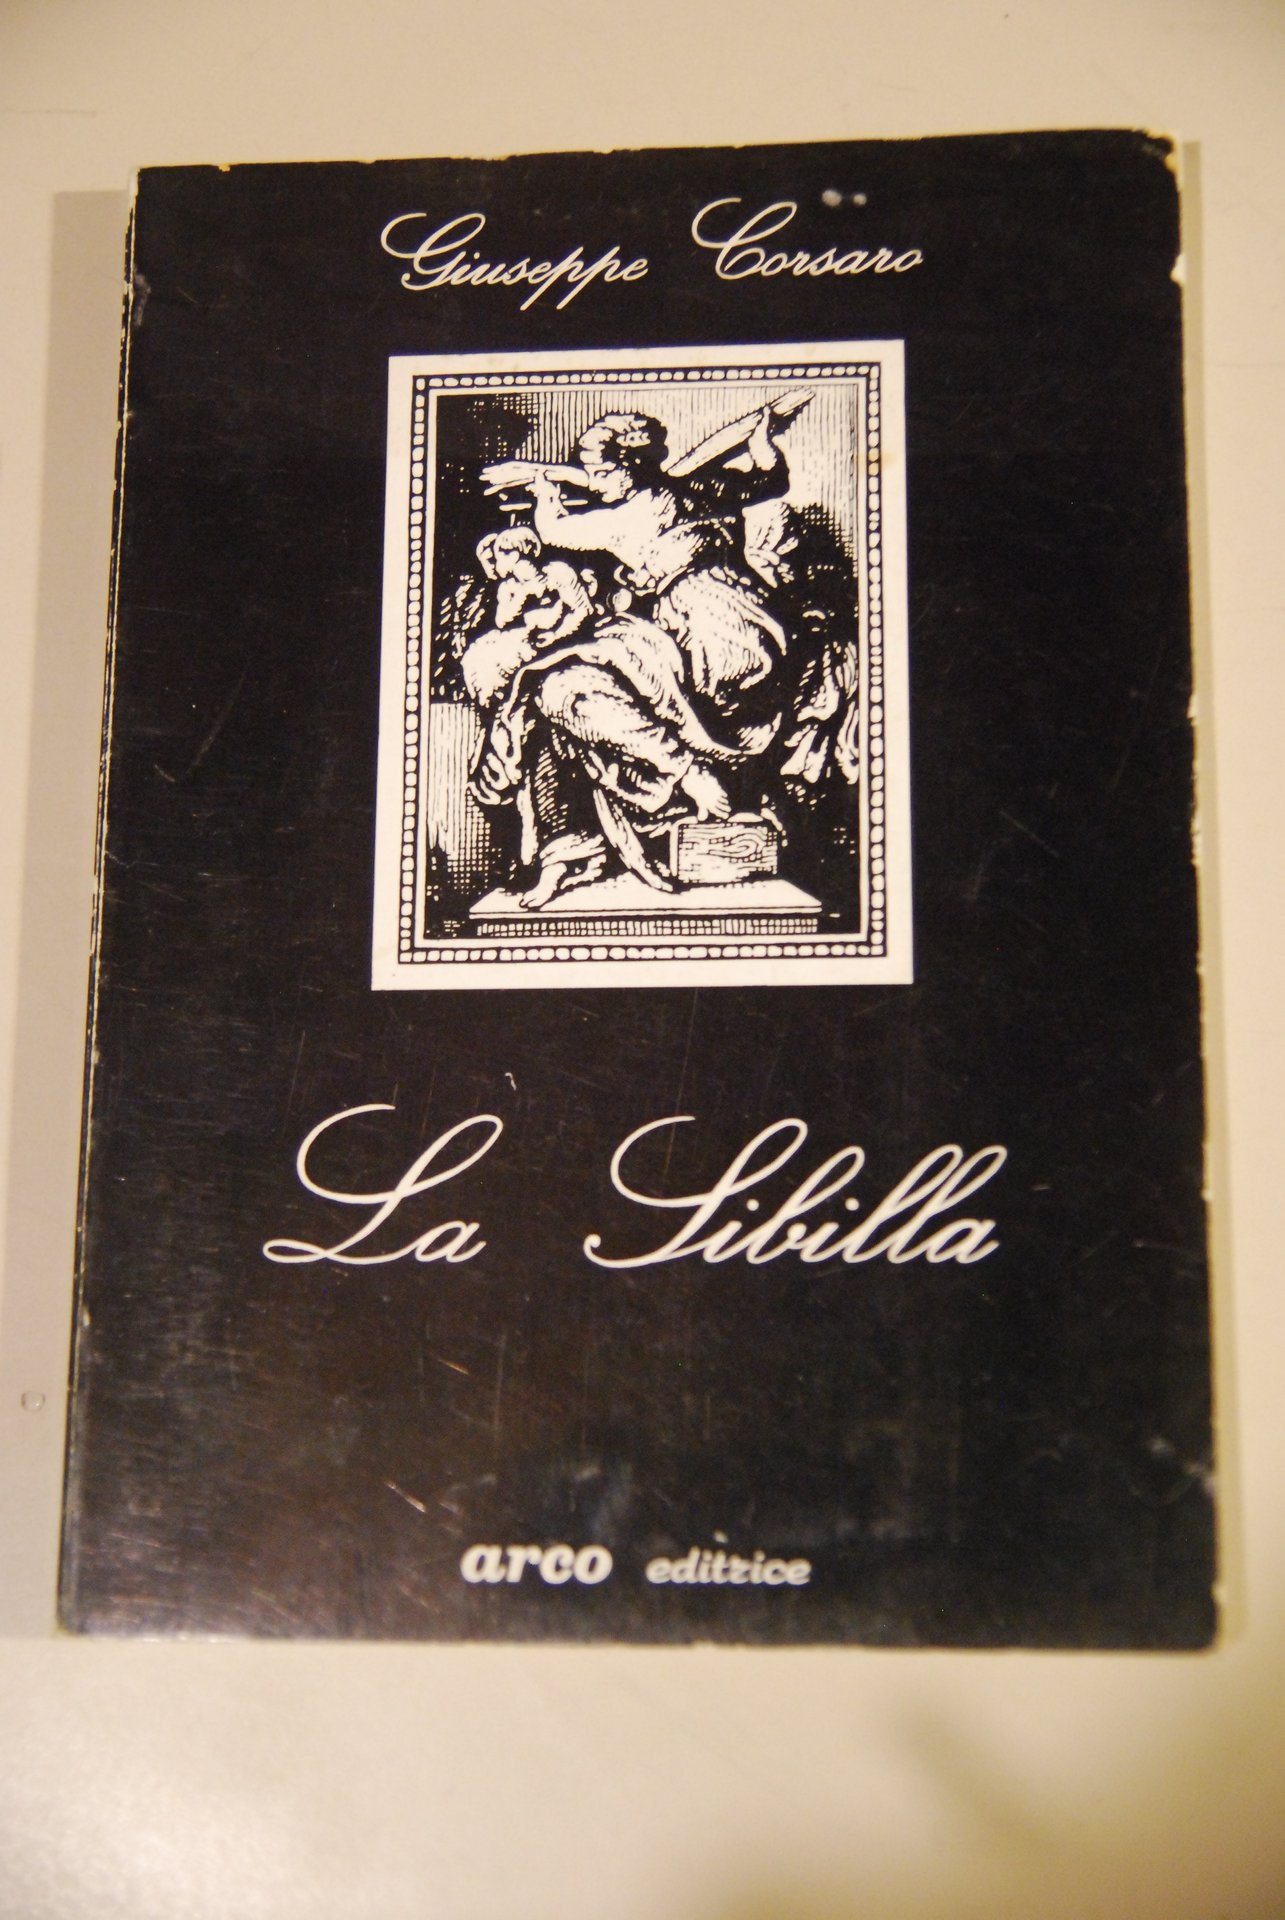 Giuseppe Corsaro
La Sibilla
arco editrice